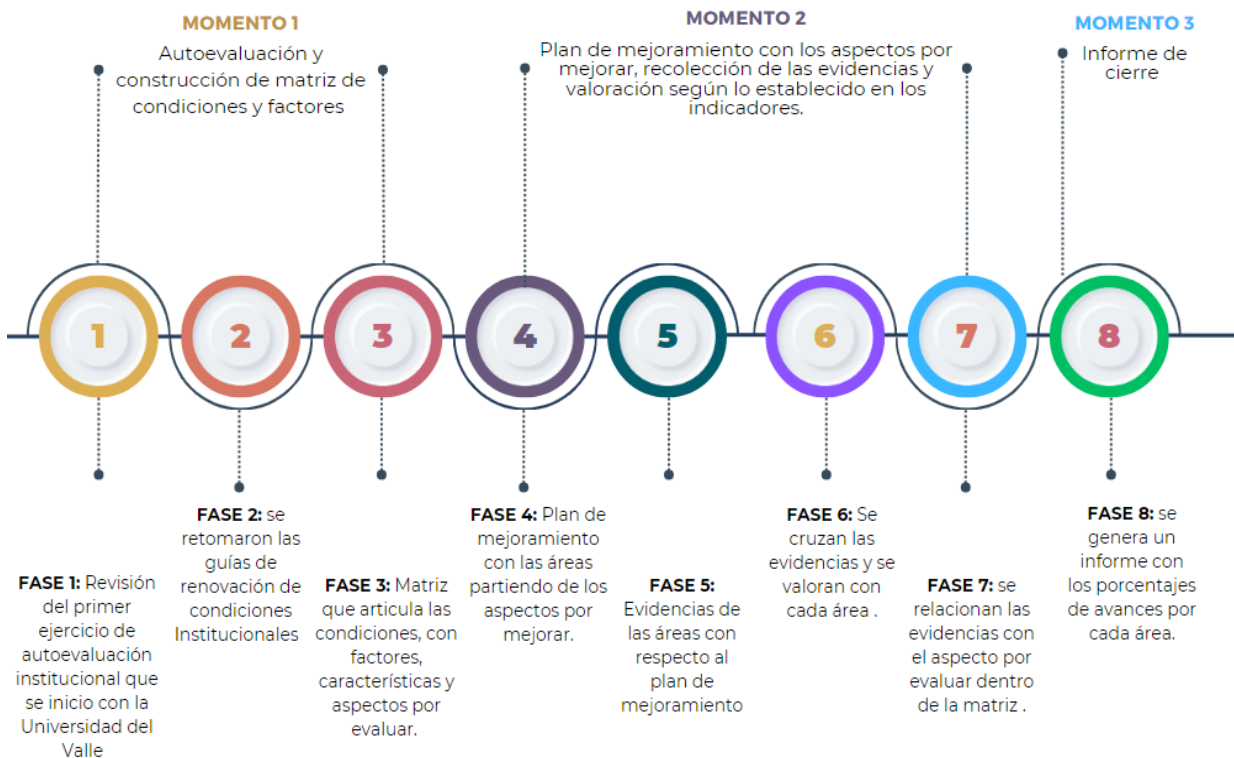 MOMENTO 1
Autoevaluación y
construcción de matriz de
condiciones y factores
MOMENTO 2
Plan de mejoramiento con los aspectos por
mejorar, recolección de las evidencias y
valoración según lo establecido en los
indicadores.
MOMENTO 3
Informe de
cierre
1
2
3
4
5
6
7
8
FASE 1: Revisión
del primer
ejercicio de
autoevaluación
institucional que
se inicio con la
Universidad del
Valle
FASE 2: se
retomaron las
guías de
renovación de
condiciones
Institucionales
FASE 3: Matriz
que articula las
condiciones, con
factores,
características y
aspectos por
evaluar.
FASE 4: Plan de
mejoramiento
con las áreas
partiendo de los
aspectos por
mejorar.
FASE 5:
Evidencias de
las áreas con
respecto al
plan de
mejoramiento
FASE 6: Se
cruzan las
evidencias y se
valoran con
cada área .
FASE 7: se
relacionan las
evidencias con
el aspecto por
evaluar dentro
de la matriz .
FASE 8: se
genera un
informe con
los porcentajes
de avances por
cada área.